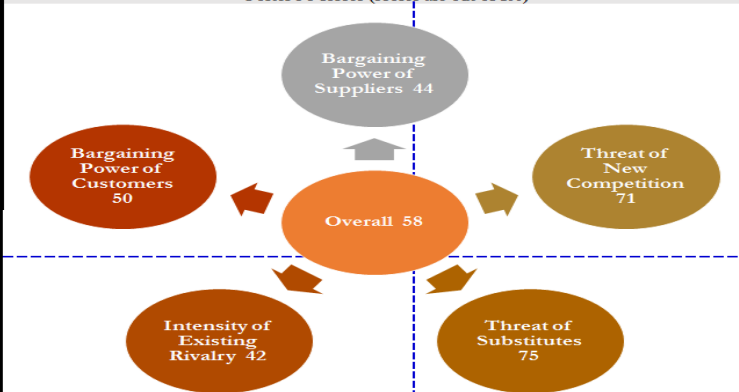 Bargaining
Power of
Suppliers 44
Bargaining
Power of
Customers
50
Threat of
New
Competition
71
Overall 58
Intensity of
Existing
Rivalry 42
Threat of
Substitutes
75